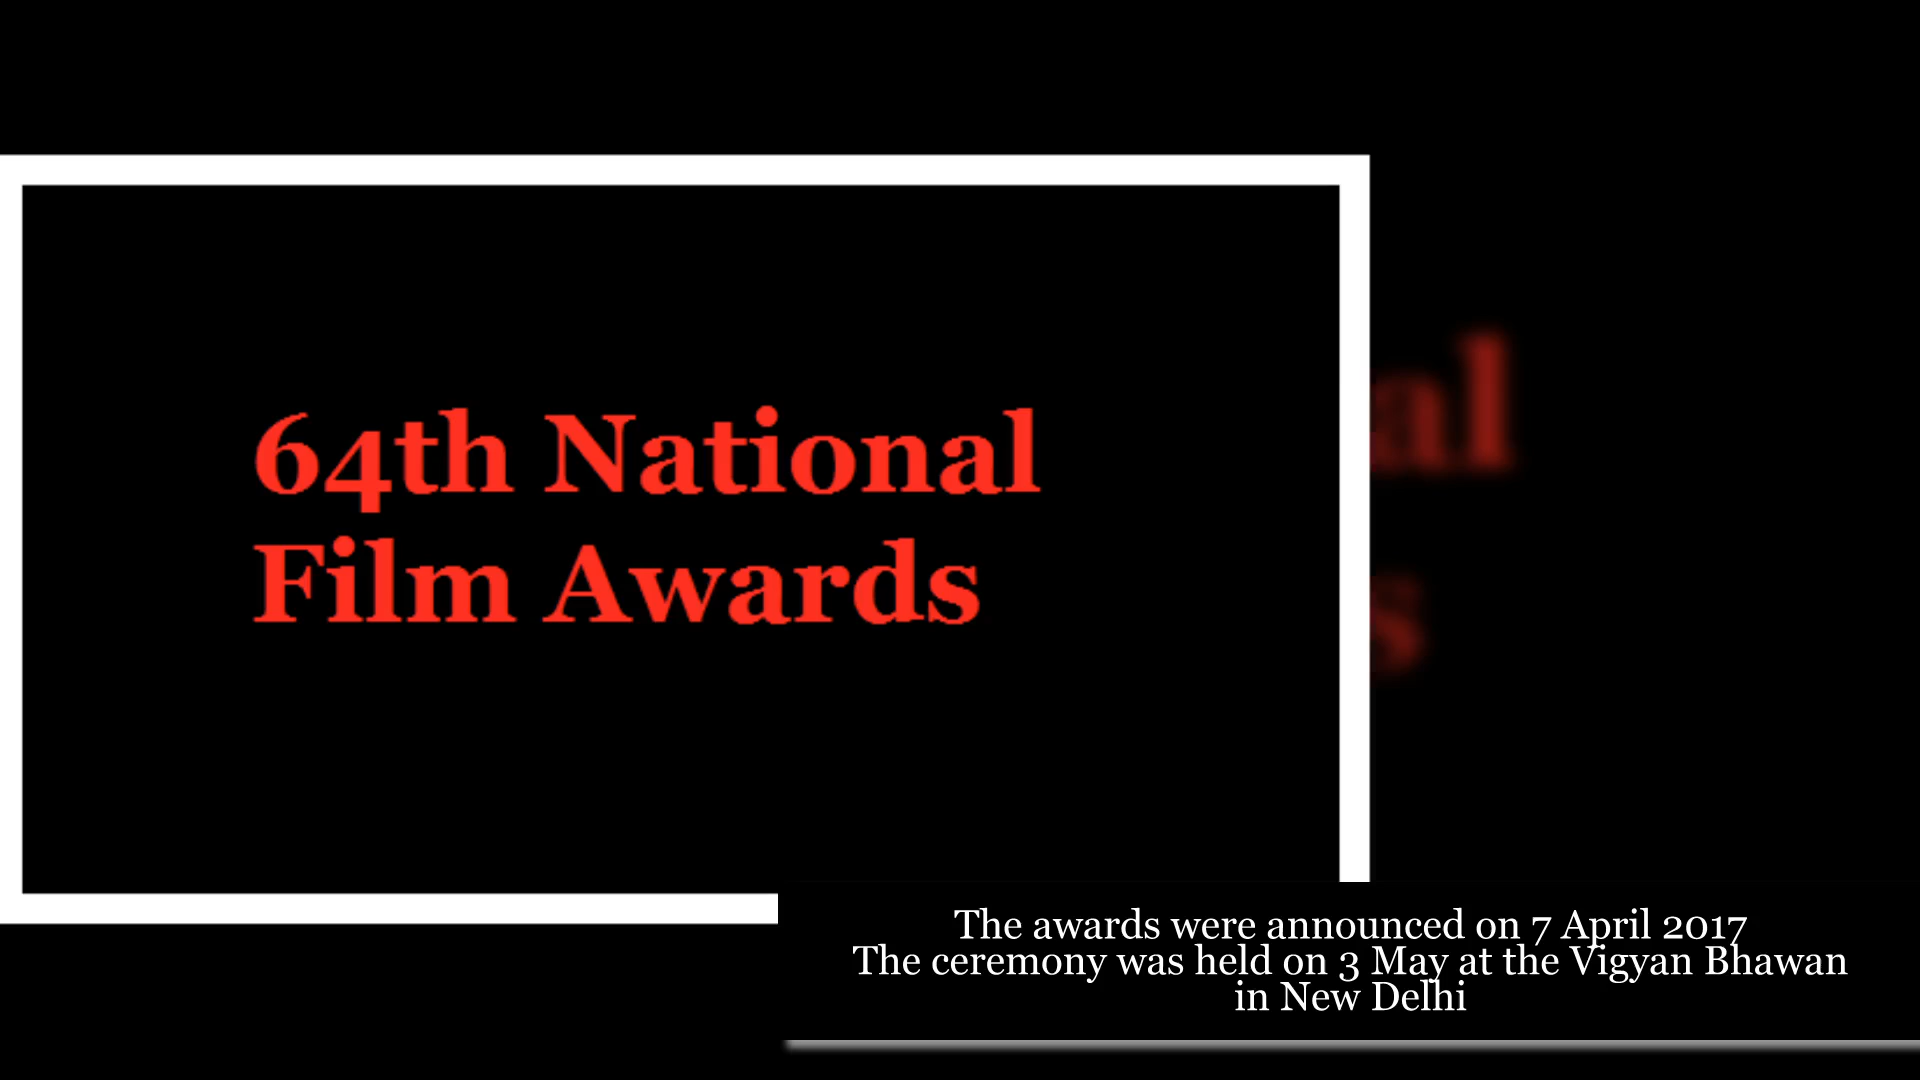 64th National
Film Awards
al
s
The awards were announced on 7 April 2017
The ceremony was held on 3 May at the Vigyan Bhawan
in New Delhi